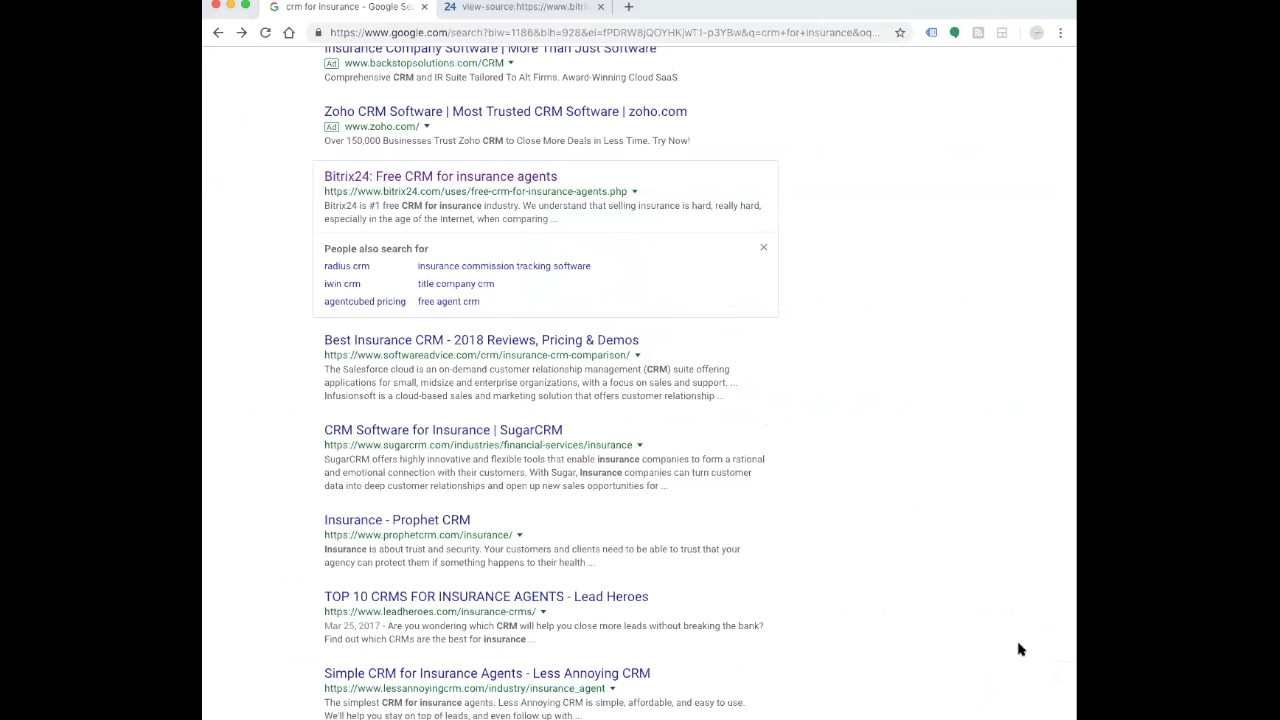 crm for insurance - Google Se
24 view-source:https://www.bitri
https://www.google.com/search?biw=1186&bih=928&ei=fPDRW8jQOYHKjwT1-p3YBw&q=crm+for+insurance&oq...
Insurance Company Software | More Than Just Software
Ad www.backstopsolutions.com/CRM
Comprehensive CRM and IR Suite Tailored To Alt Firms. Award-Winning Cloud SaaS.
Zoho CRM Software | Most Trusted CRM Software | zoho.com
Ad www.zoho.com/
Over 150,000 Businesses Trust Zoho CRM to Close More Deals in Less Time. Try Now!
Bitrix24: Free CRM for insurance agents
https://www.bitrix24.com/uses/free-crm-for-insurance-agents.php
Bitrix24 is #1 free CRM for insurance industry. We understand that selling insurance is hard, really hard,
especially in the age of the Internet, when comparing ...
People also search for
radius crm insurance commission tracking software
iwin crm title company crm
agentcubed pricing free agent crm
Best Insurance CRM - 2018 Reviews, Pricing & Demos
https://www.softwareadvice.com/crm/insurance-crm-comparison/
The Salesforce cloud is an on-demand customer relationship management (CRM) suite offering
applications for small, midsize and enterprise organizations, with a focus on sales and support. ...
Infusionsoft is a cloud-based sales and marketing solution that offers customer relationship ...
CRM Software for Insurance | SugarCRM
https://www.sugarcrm.com/industries/financial-services/insurance
SugarCRM offers highly innovative and flexible tools that enable insurance companies to form a rational
and emotional connection with their customers. With Sugar, Insurance companies can turn customer
data into deep customer relationships and open up new sales opportunities for ...
Insurance - Prophet CRM
https://www.prophetcrm.com/insurance/
Insurance is about trust and security. Your customers and clients need to be able to trust that your
agency can protect them if something happens to their health ...
TOP 10 CRMS FOR INSURANCE AGENTS - Lead Heroes
https://www.leadheroes.com/insurance-crms/
Mar 25, 2017 - Are you wondering which CRM will help you close more leads without breaking the bank?
Find out which CRMs are the best for insurance ...
Simple CRM for Insurance Agents - Less Annoying CRM
https://www.lessannoyingcrm.com/industry/insurance_agent
The simplest CRM for insurance agents. Less Annoying CRM is simple, affordable, and easy to use.
We'll help you stay on top of leads, and even follow up with ...